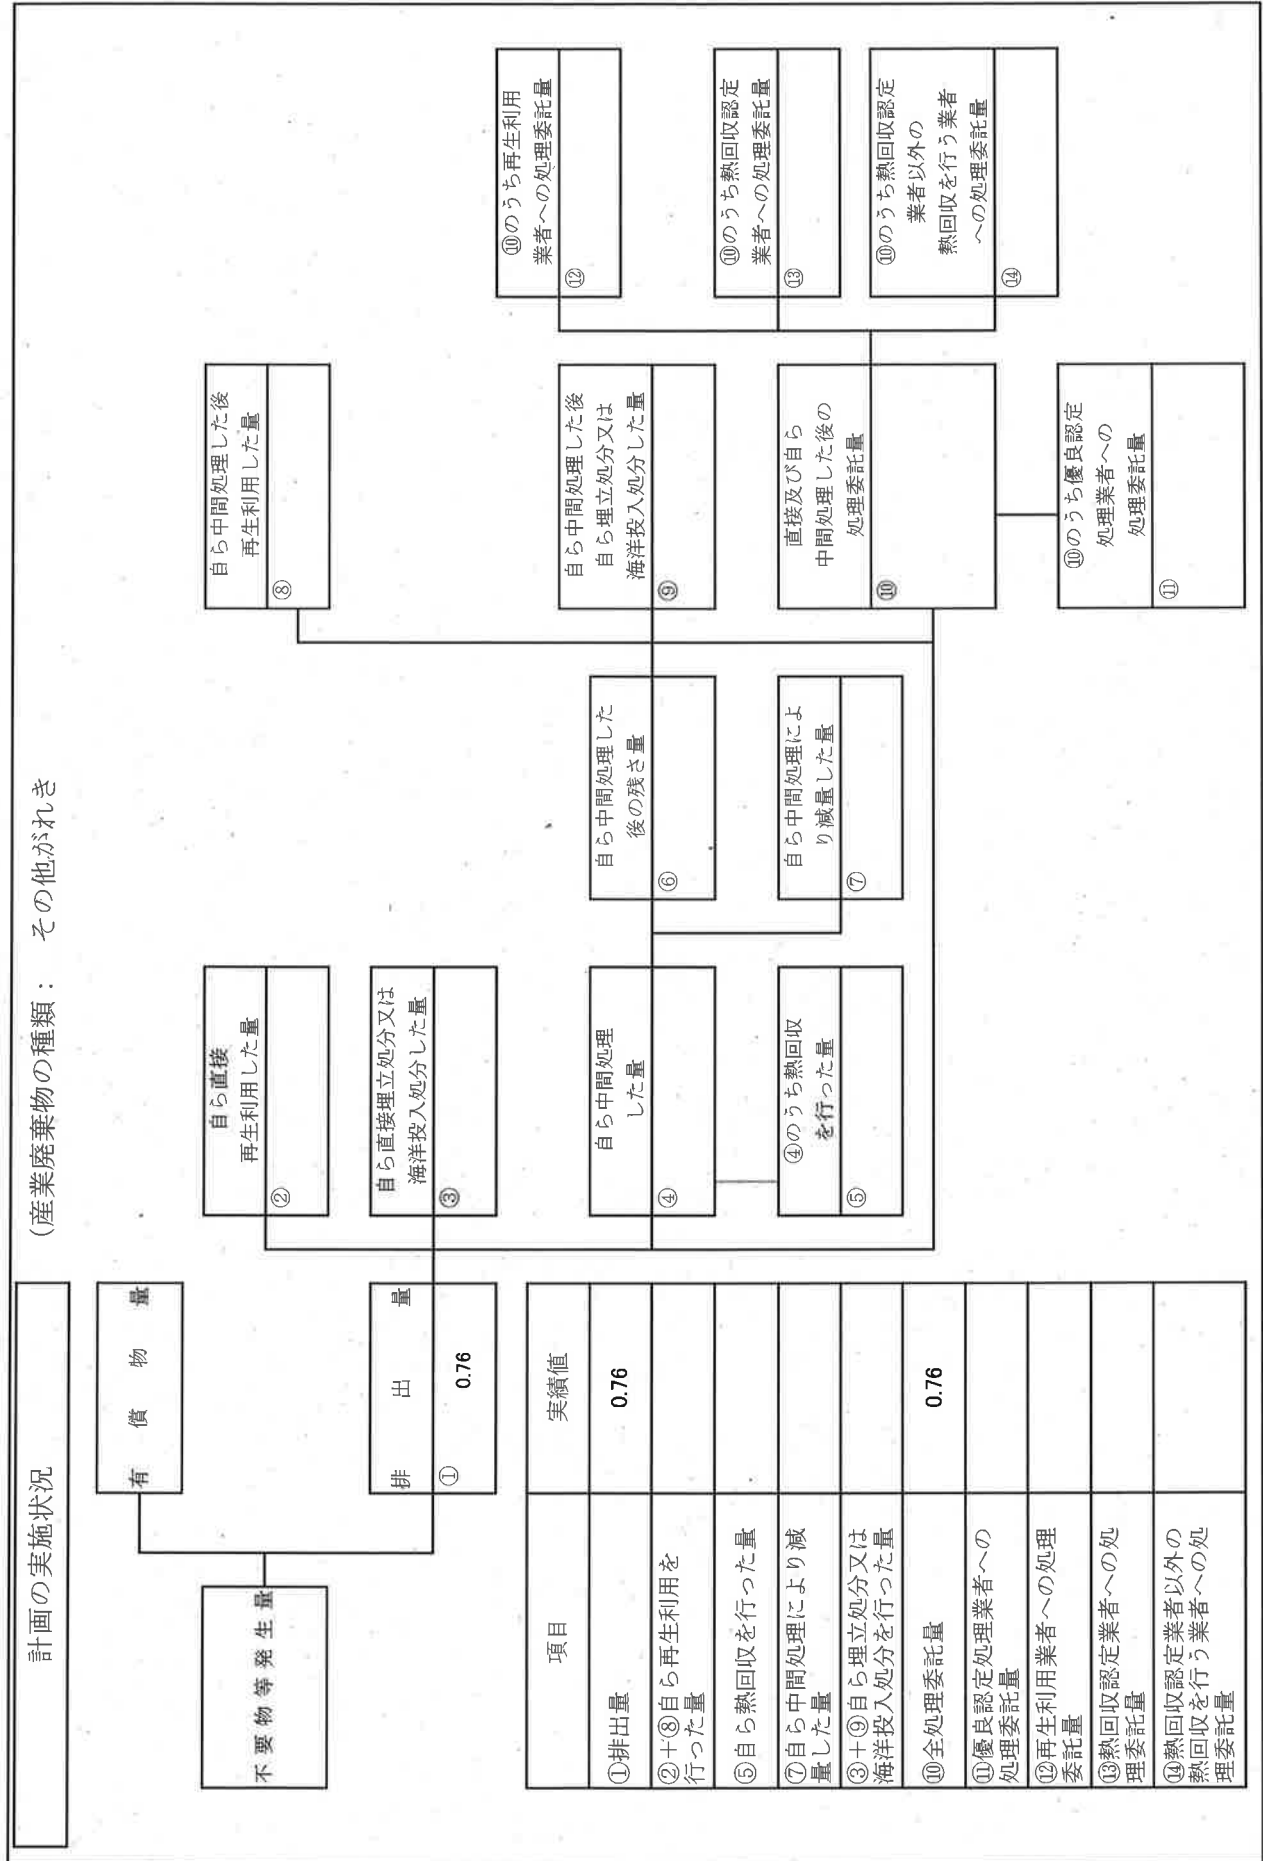 計画の実施状況
(産業廃棄物の種類： その他がれき
不要物等発生量
有償物量
排出量
① 0.76
自ら直接
再生利用した量
②
自ら直接埋立処分又は
海洋投入処分した量
③
自ら中間処理
した量
④
④のうち熱回収
を行った量
⑤
自ら中間処理した
後の残さ量
⑥
自ら中間処理によ
り減量した量
⑦
自ら中間処理した後
再生利用した量
⑧
自ら中間処理した後
自ら埋立処分又は
海洋投入処分した量
⑨
直接及び自ら
中間処理した後の
処理委託量
⑩
⑩のうち優良認定
処理業者への
処理委託量
⑪
⑩のうち再生利用
業者への処理委託量
⑫
⑩のうち熱回収認定
業者への処理委託量
⑬
⑩のうち熱回収認定
業者以外の
熱回収を行う業者
への処理委託量
⑭
項目 実績値
①排出量 0.76
②＋⑧自ら再生利用を
行った量
⑤自ら熱回収を行った量
⑦自ら中間処理により減
量した量
③＋⑨自ら埋立処分又は
海洋投入処分を行った量
⑩全処理委託量 0.76
⑪優良認定処理業者への
処理委託量
⑫再生利用業者への処理
委託量
⑬熱回収認定業者への処
理委託量
⑭熱回収認定業者以外の
熱回収を行う業者への処
理委託量